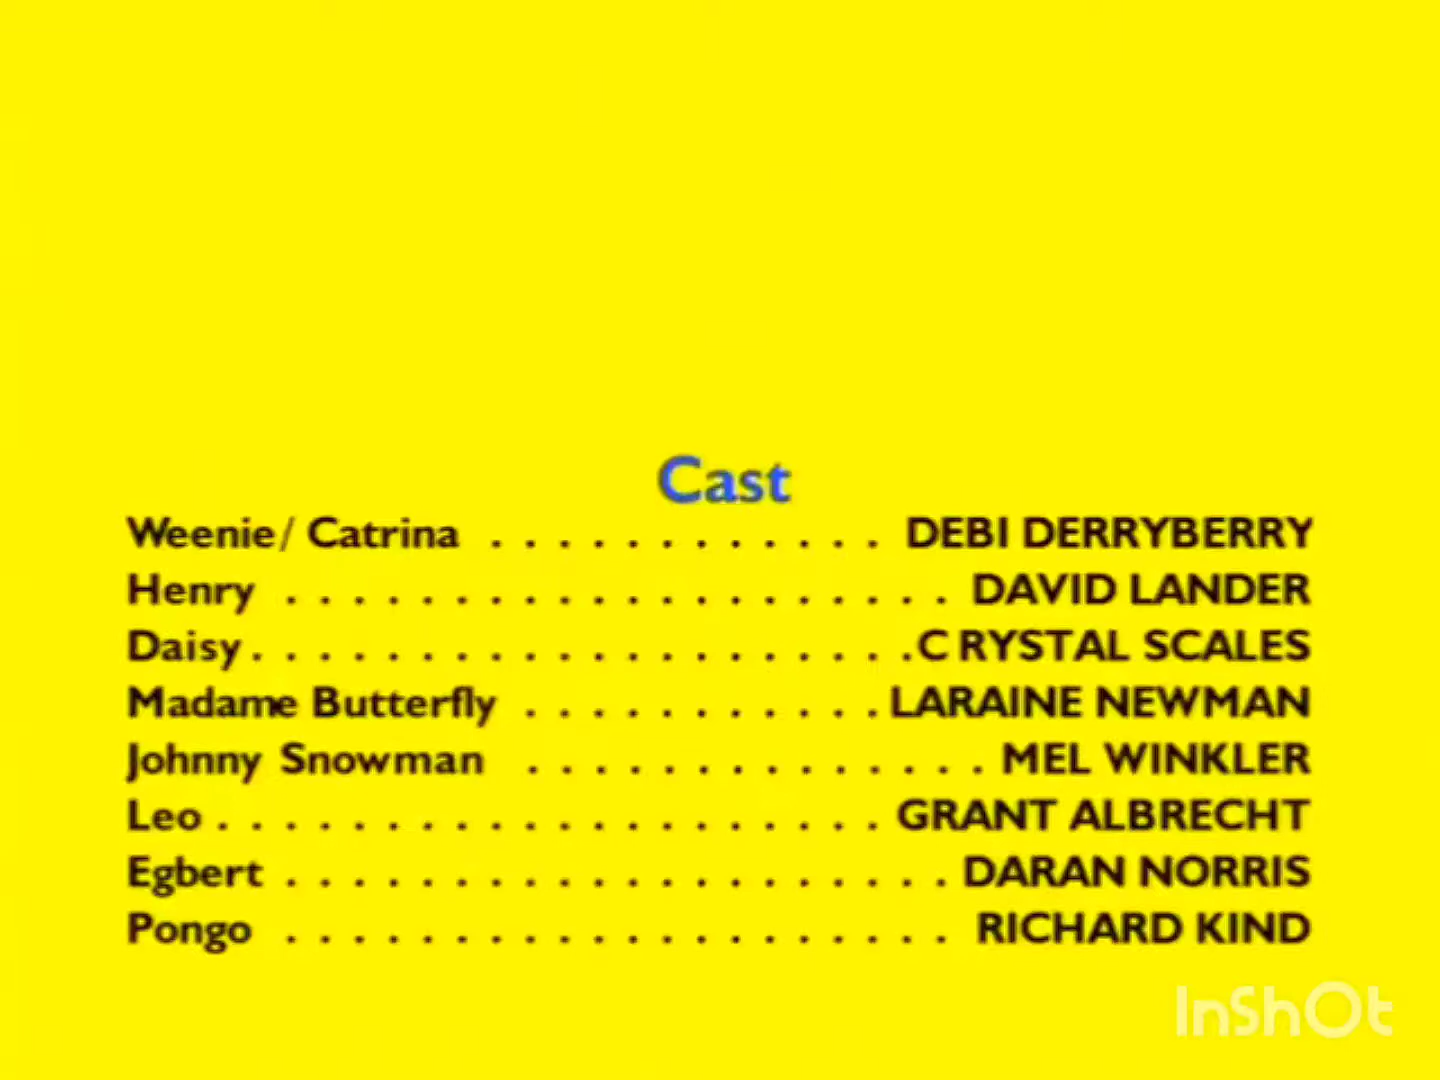 Cast
Weenie/ Catrina . . . . . . . . . . . . DEBI DERRYBERRY
Henry . . . . . . . . . . . . . . . . . . . . DAVID LANDER
Daisy . . . . . . . . . . . . . . . . . . . . C RYSTAL SCALES
Madame Butterfly . . . . . . . . . . . LARAINE NEWMAN
Johnny Snowman . . . . . . . . . . . . . . MEL WINKLER
Leo . . . . . . . . . . . . . . . . . . . . GRANT ALBRECHT
Egbert . . . . . . . . . . . . . . . . . . . . DARAN NORRIS
Pongo . . . . . . . . . . . . . . . . . . . . RICHARD KIND
InShOt